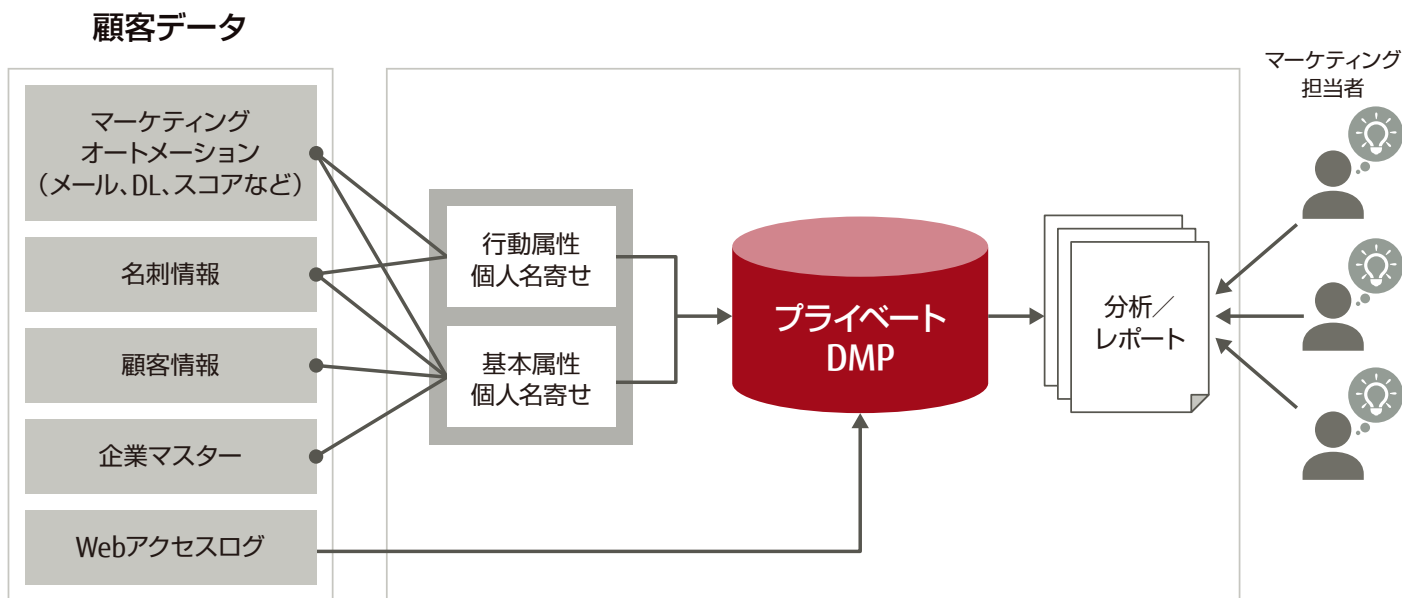 顧客データ
マーケティング
オートメーション
（メール、DL、スコアなど）
名刺情報
顧客情報
企業マスター
Webアクセスログ
行動属性
個人名寄せ
基本属性
個人名寄せ
プライベート
DMP
分析／
レポート
マーケティング
担当者